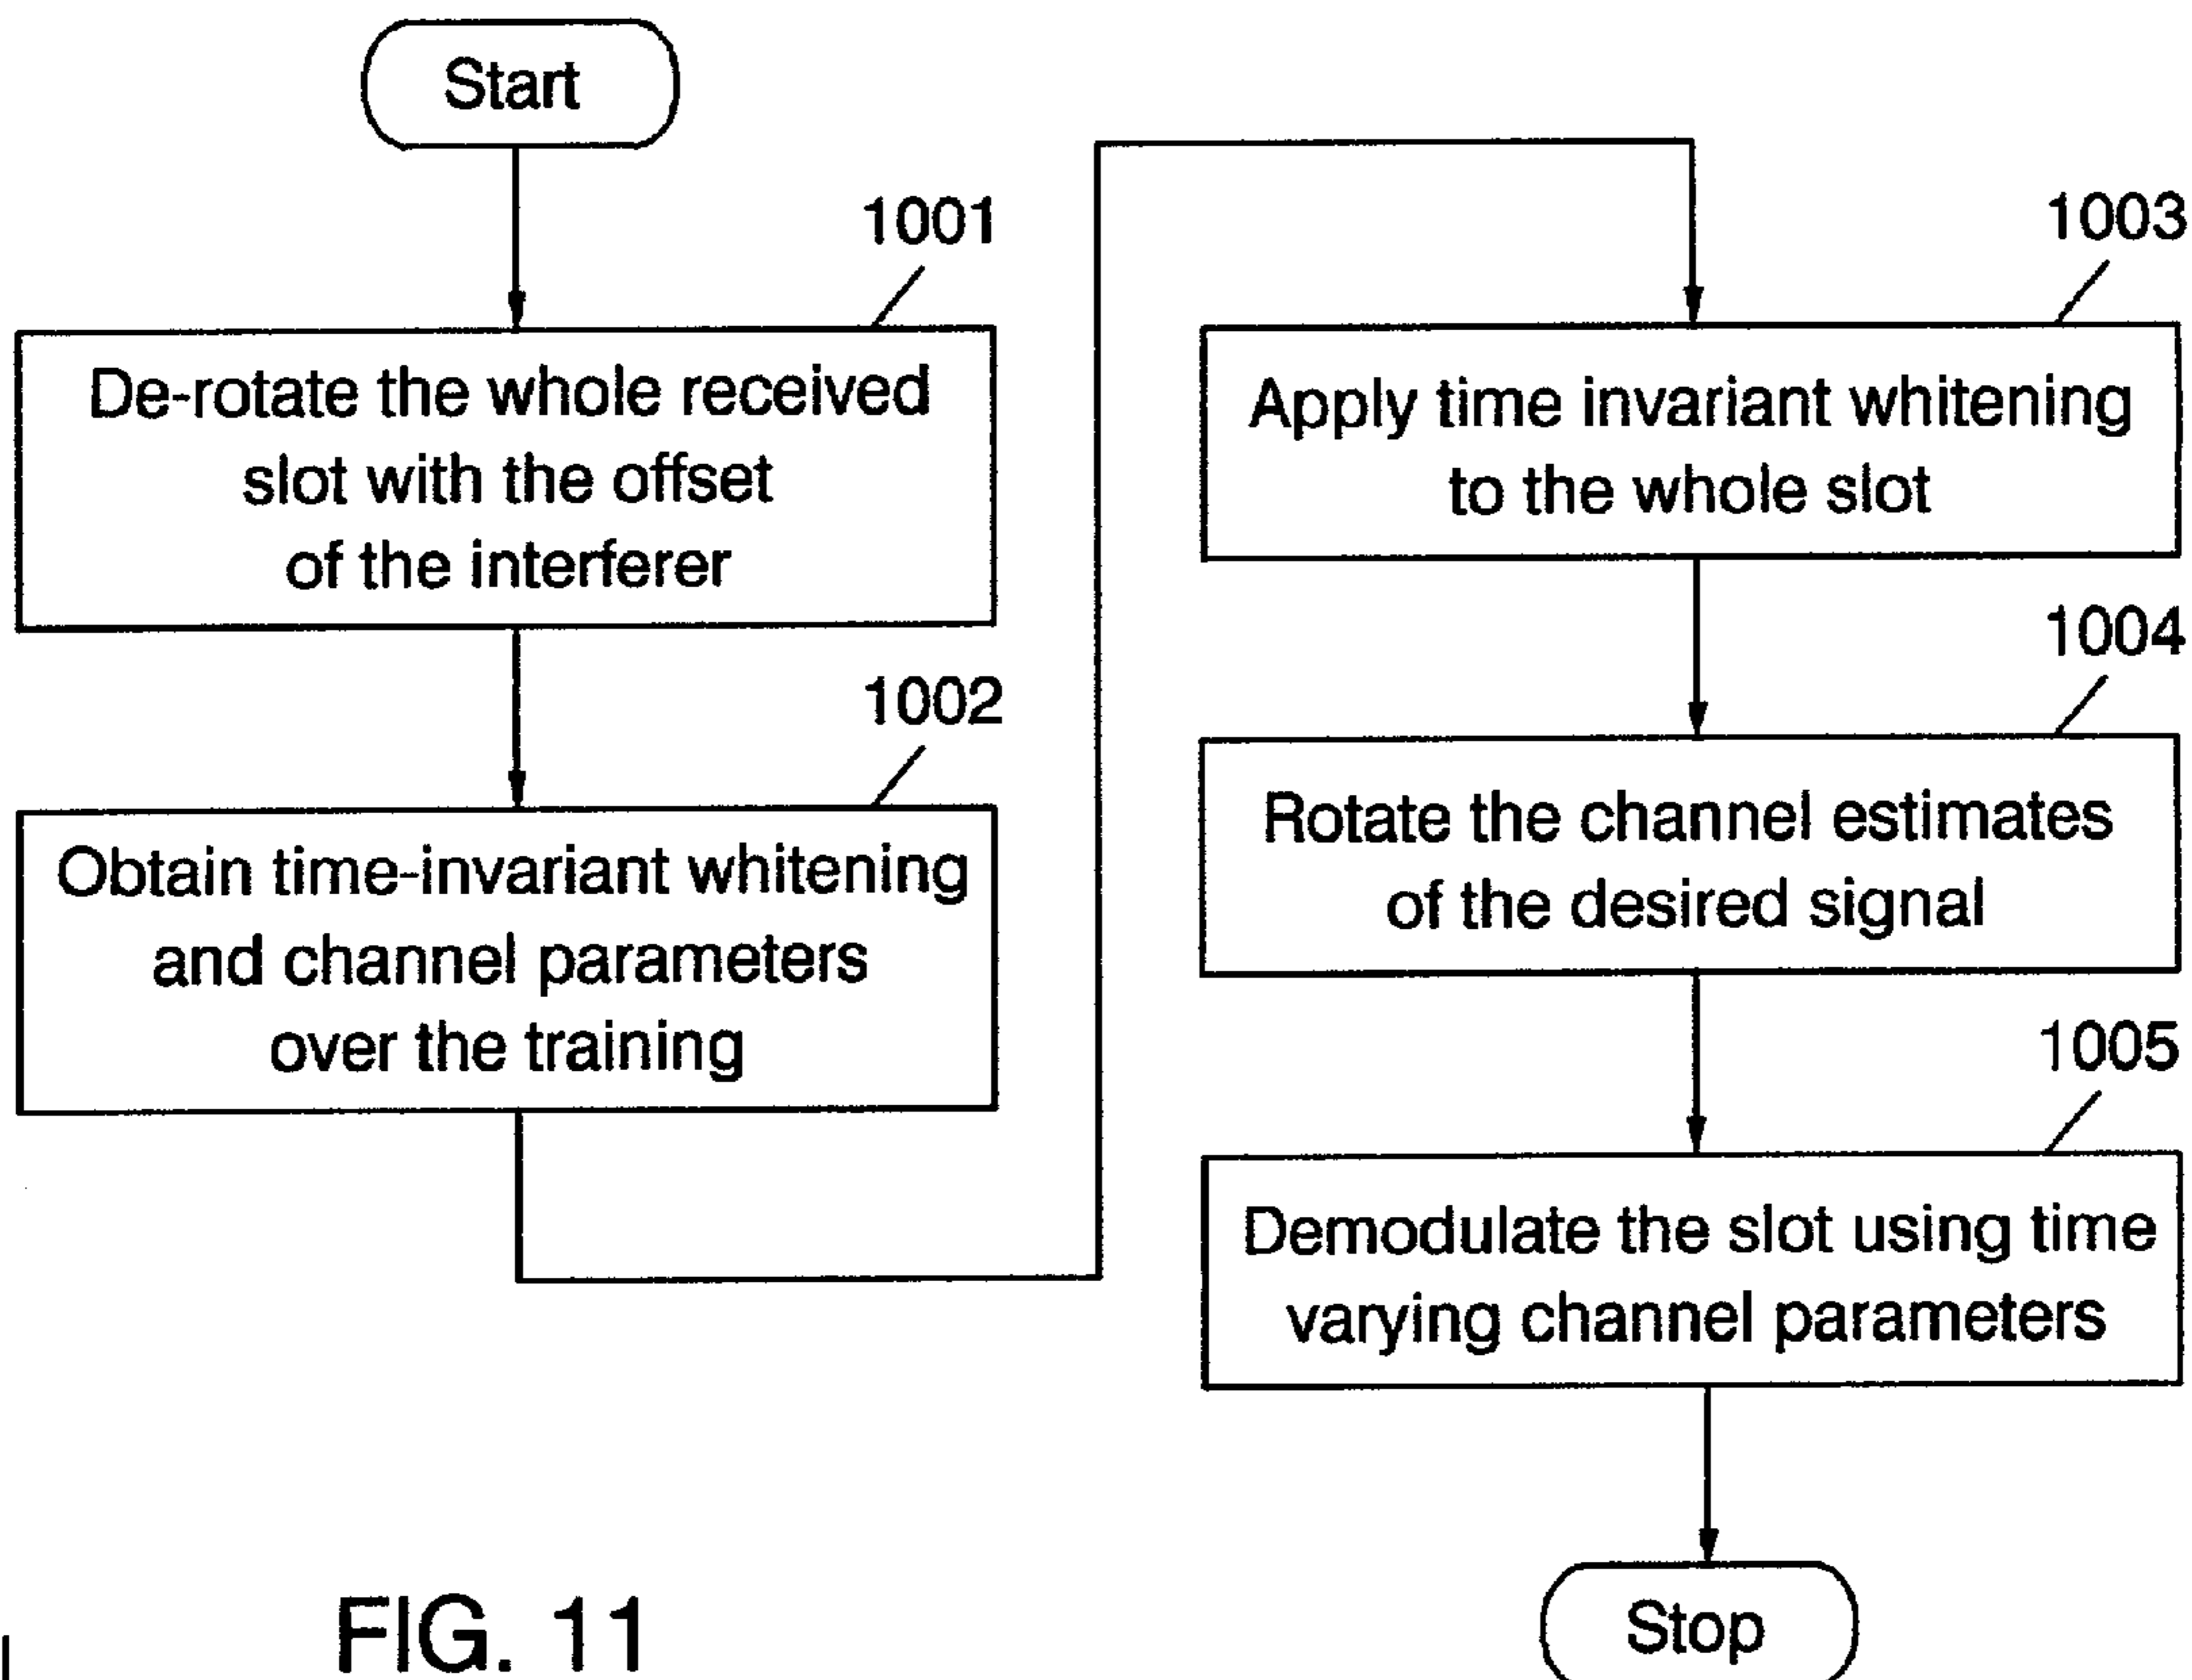 Start
1001
De-rotate the whole received
slot with the offset
of the interferer
1002
Obtain time-invariant whitening
and channel parameters
over the training
1003
Apply time invariant whitening
to the whole slot
1004
Rotate the channel estimates
of the desired signal
1005
Demodulate the slot using time
varying channel parameters
Stop
FIG. 11